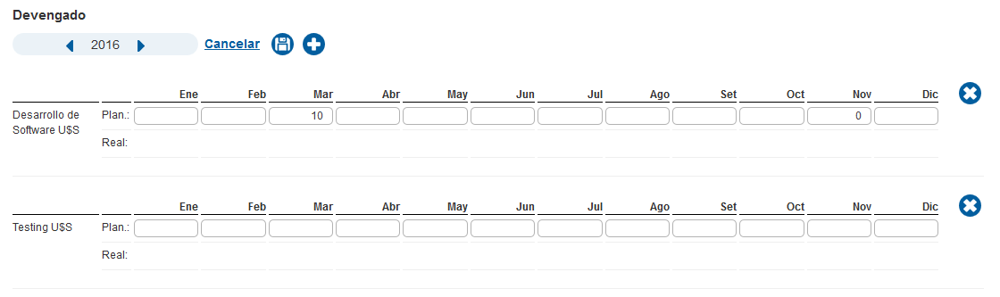 Devengado
2016 Cancelar
Ene Feb Mar Abr May Jun Jul Ago Set Oct Nov Dic
Desarrollo de Plan.: 10 0
Software U$S
Real:
Ene Feb Mar Abr May Jun Jul Ago Set Oct Nov Dic
Testing U$S Plan.:
Real: